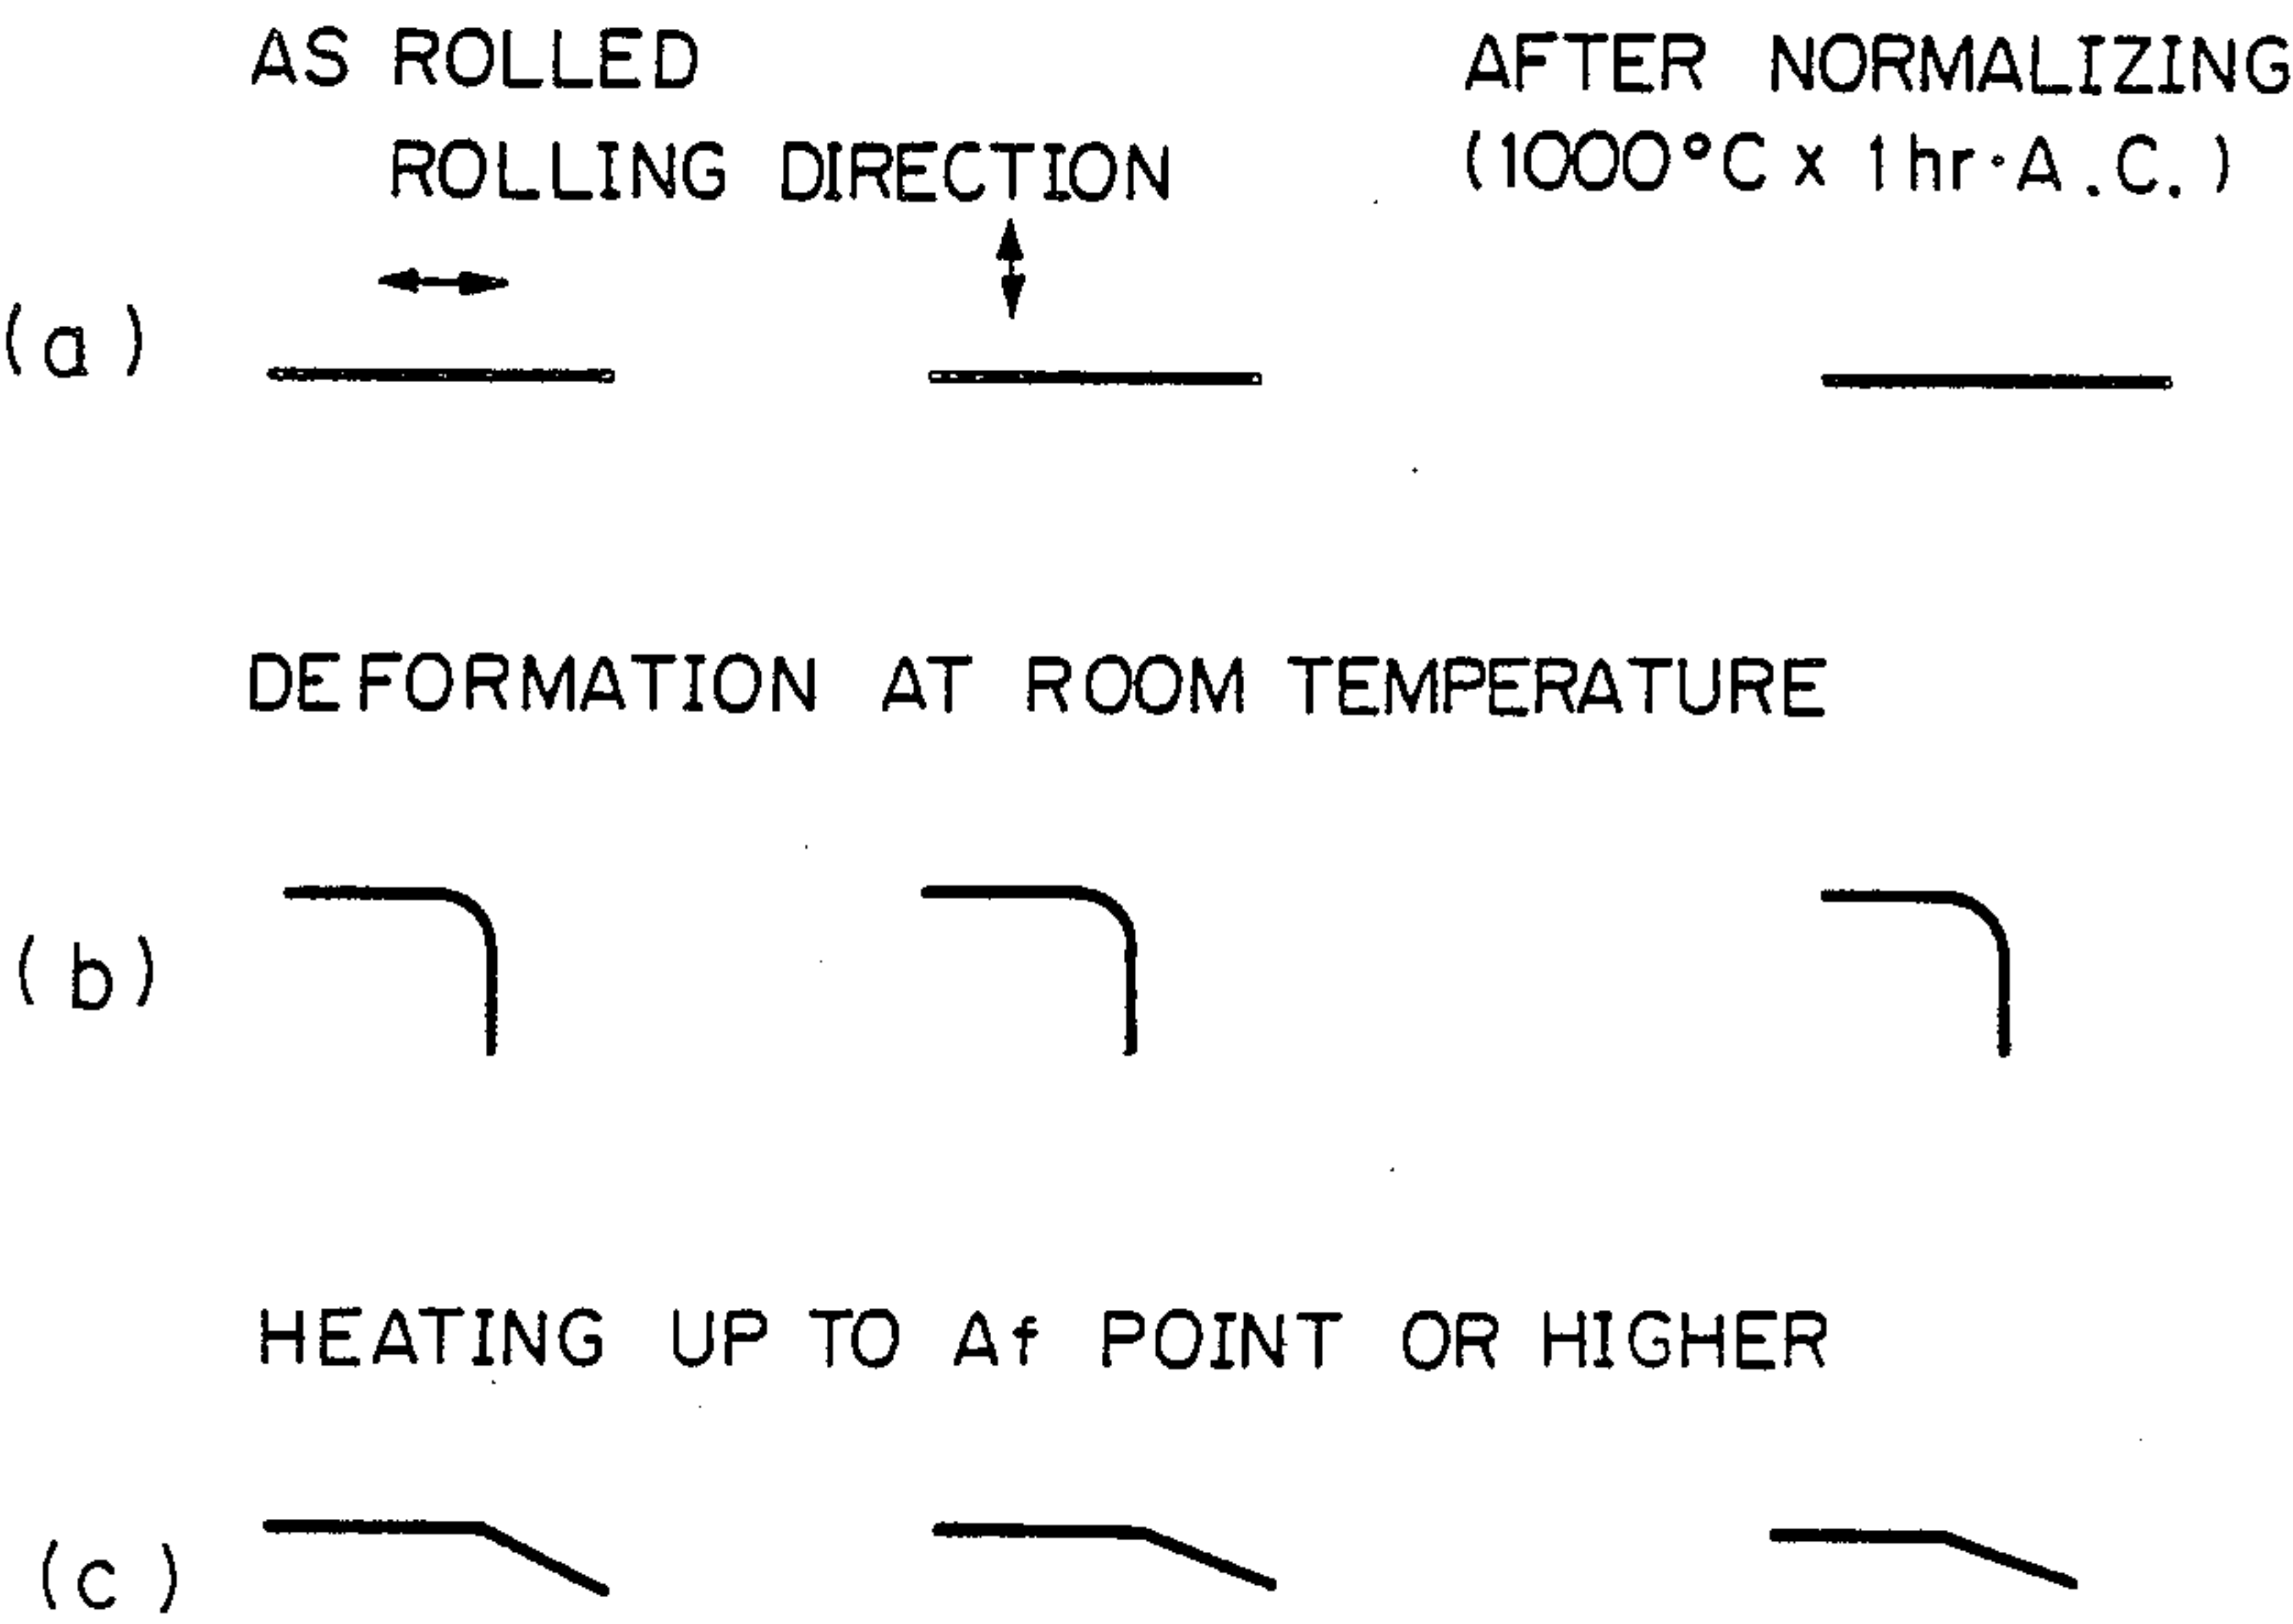 AS ROLLED
ROLLING DIRECTION
AFTER NORMALIZING
(1000°C x 1hr·A.C.)
(a)
DEFORMATION AT ROOM TEMPERATURE
(b)
HEATING UP TO Af POINT OR HIGHER
(c)